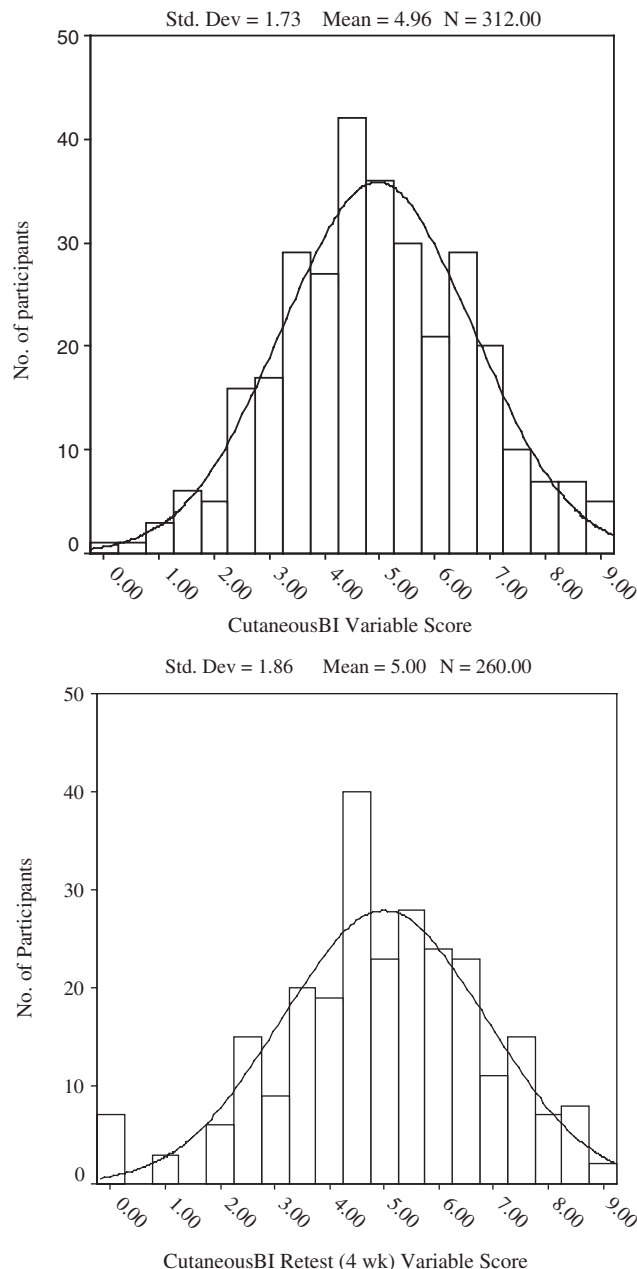 Std. Dev = 1.73 Mean = 4.96 N = 312.00
50
40
30
20
10
0
No. of participants
0.00 1.00 2.00 3.00 4.00 5.00 6.00 7.00 8.00 9.00
CutaneousBI Variable Score
Std. Dev = 1.86 Mean = 5.00 N = 260.00
50
40
30
20
10
0
No. of Participants
0.00 1.00 2.00 3.00 4.00 5.00 6.00 7.00 8.00 9.00
CutaneousBI Retest (4 wk) Variable Score